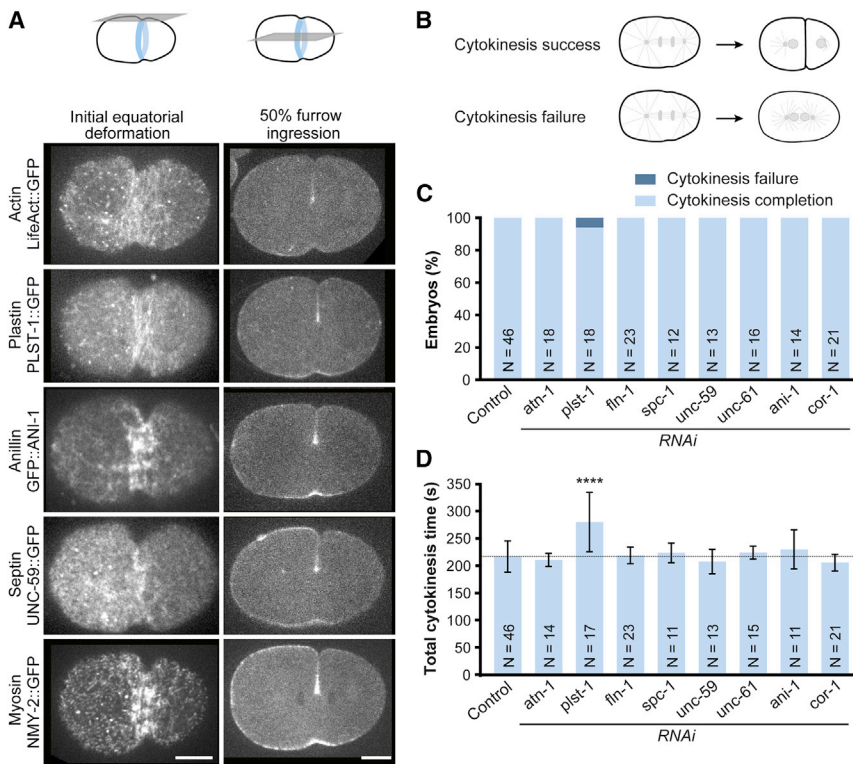 A
Initial equatorial
deformation
50% furrow
ingression
Actin
LifeAct::GFP
Plastin
PLST-1::GFP
Anillin
GFP::ANI-1
Septin
UNC-59::GFP
Myosin
NMY-2::GFP
B
Cytokinesis success
Cytokinesis failure
C
Cytokinesis failure
Cytokinesis completion
Embryos (%)
100
80
60
40
20
0
N = 46
N = 18
N = 18
N = 23
N = 12
N = 13
N = 16
N = 14
N = 21
Control
atn-1
plst-1
fln-1
spc-1
unc-59
unc-61
ani-1
cor-1
RNAi
D
Total cytokinesis time (s)
350
300
250
200
150
100
50
0
****
N = 46
N = 14
N = 17
N = 23
N = 11
N = 13
N = 15
N = 11
N = 21
Control
atn-1
plst-1
fln-1
spc-1
unc-59
unc-61
ani-1
cor-1
RNAi